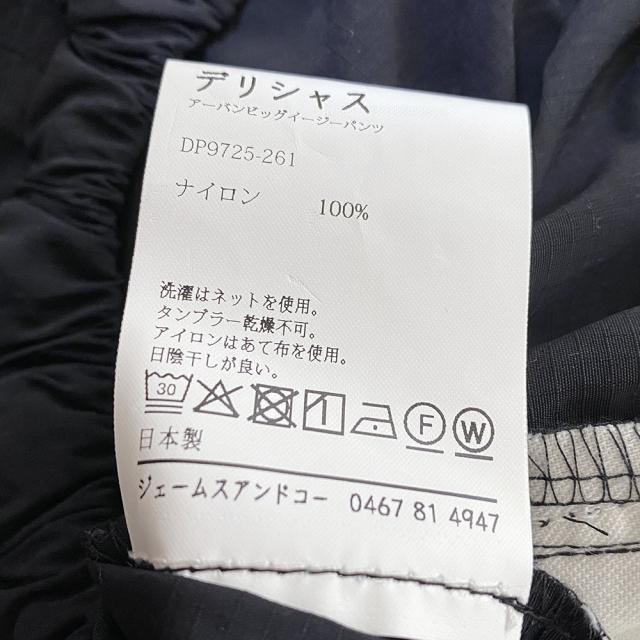 デリシャス
アーバンビッグイージーパンツ
DP9725-261
ナイロン 100%
洗濯はネットを使用。
タンブラー乾燥不可。
アイロンはあて布を使用。
日陰干しが良い。
30 F W
日本製
ジェームスアンドコー 0467 81 4947